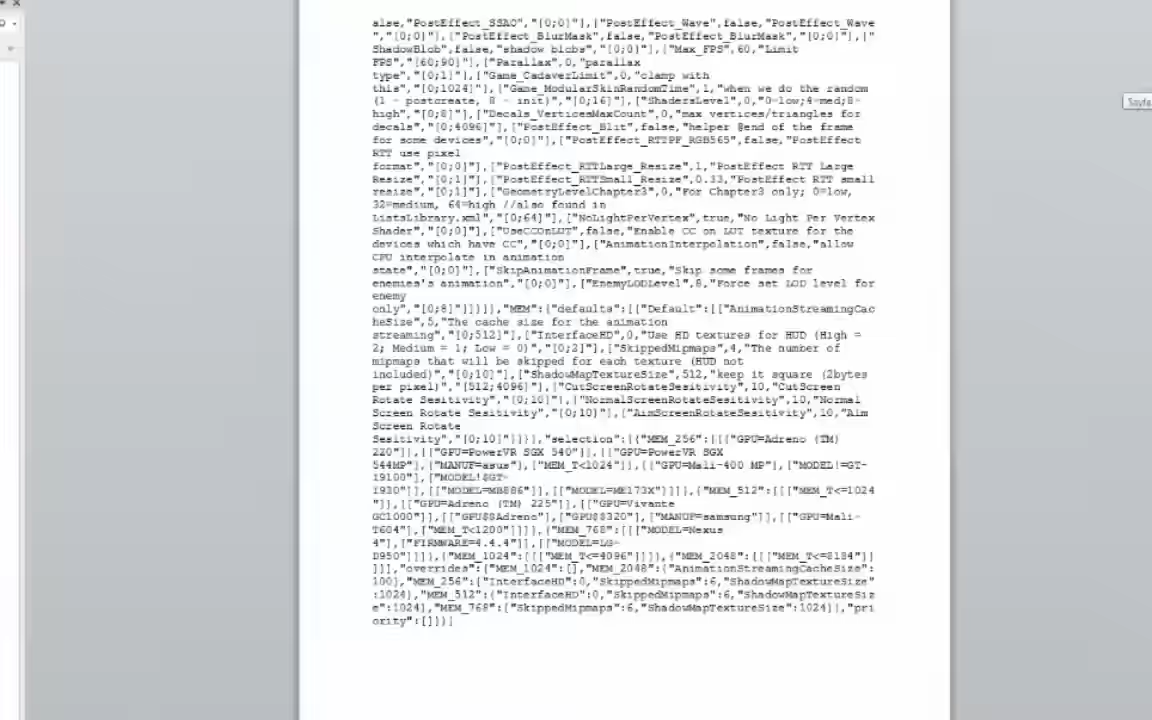 alse,"PostEffect_SSAO","[0;0]"],["PostEffect_Wave",false,"PostEffect_Wave
","[0;0]"],["PostEffect_BlurMask",false,"PostEffect_BlurMask","[0;0]"],["
ShadowBlob",false,"shadow blobs","[0;0]"],["Max_FPS",60,"Limit
FPS","[60;90]"],["Parallax",0,"parallax
type","[0;1]"],["Game_CadaverLimit",0,"clamp with
this","[0;1024]"],["Game_ModularSkinRandomTime",1,"when we do the random
(1 - postcreate, 8 - init)","[0;16]"],["ShadersLevel",0,"0=low;4=med;8-
high","[0;8]"],["Decals_VerticesMaxCount",0,"max vertices/triangles for
decals","[0;4096]"],["PostEffect_Blit",false,"helper @end of the frame
for some devices","[0;0]"],["PostEffect_RTTPF_RGB565",false,"PostEffect
RTT use pixel
format","[0;0]"],["PostEffect_RTTLarge_Resize",1,"PostEffect RTT Large
Resize","[0;1]"],["PostEffect_RTTSmall_Resize",0.33,"PostEffect RTT small
resize","[0;1]"],["GeometryLevelChapter3",0,"For Chapter3 only; 0=low,
32=medium, 64=high //also found in
ListsLibrary.xml","[0;64]"],["NoLightPerVertex",true,"No Light Per Vertex
Shader","[0;0]"],["UseCCOnLUT",false,"Enable CC on LUT texture for the
devices which have CC","[0;0]"],["AnimationInterpolation",false,"allow
CPU interpolate in animation
state","[0;0]"],["SkipAnimationFrame",true,"Skip some frames for
enemies's animation","[0;0]"],["EnemyLODLevel",8,"Force set LOD level for
enemy
only","[0;8]"]]}]},"MEM":{"defaults":[{"Default":[["AnimationStreamingCac
heSize",5,"The cache size for the animation
streaming","[0;512]"],["InterfaceHD",0,"Use HD textures for HUD (High =
2; Medium = 1; Low = 0)","[0;2]"],["SkippedMipmaps",4,"The number of
mipmaps that will be skipped for each texture (HUD not
included)","[0;10]"],["ShadowMapTextureSize",512,"keep it square (2bytes
per pixel)","[512;4096]"],["CutScreenRotateSesitivity",10,"CutScreen
Rotate Sesitivity","[0;10]"],["NormalScreenRotateSesitivity",10,"Normal
Screen Rotate Sesitivity","[0;10]"],["AimScreenRotateSesitivity",10,"Aim
Screen Rotate
Sesitivity","[0;10]"]]}],"selection":[{"MEM_256":[[["GPU=Adreno (TM)
220"]],[["GPU=PowerVR SGX 540"]],[["GPU=PowerVR SGX
544MP"],["MANUF=asus"],["MEM_T<1024"]],[["GPU=Mali-400 MP"],["MODEL!=GT-
I9100"],["MODEL!$GT-
I930"]],[["MODEL=MB886"]],[["MODEL=ME173X"]]]},{"MEM_512":[[["MEM_T<=1024
"]],[["GPU=Adreno (TM) 225"]],[["GPU=Vivante
GC1000"]],[["GPU$$Adreno"],["GPU$$320"],["MANUF=samsung"]],[["GPU=Mali-
T604"],["MEM_T<1200"]]]},{"MEM_768":[[["MODEL=Nexus
4"],["FIRMWARE=4.4.4"]],[["MODEL=LG-
D950"]]]},{"MEM_1024":[[["MEM_T<=4096"]]]},{"MEM_2048":[[["MEM_T<=8184"]]
]}],"overrides":{"MEM_1024":[],"MEM_2048":{"AnimationStreamingCacheSize":
100},"MEM_256":{"InterfaceHD":0,"SkippedMipmaps":6,"ShadowMapTextureSize"
:1024},"MEM_512":{"InterfaceHD":0,"SkippedMipmaps":6,"ShadowMapTextureSiz
e":1024},"MEM_768":{"SkippedMipmaps":6,"ShadowMapTextureSize":1024}},"pri
ority":[]}}]
Sayfa